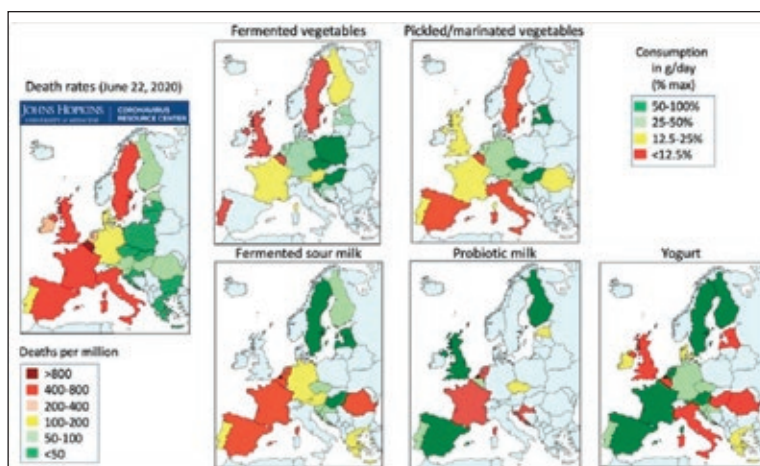 Fermented vegetables
Pickled/marinated vegetables
Death rates (June 22, 2020)
JOHNS HOPKINS
CORONAVIRUS
RESOURCE CENTER
Consumption
in g/day
(% max)
50-100%
25-50%
12.5-25%
<12.5%
Fermented sour milk
Probiotic milk
Yogurt
Deaths per million
>800
400-800
200-400
100-200
50-100
<50